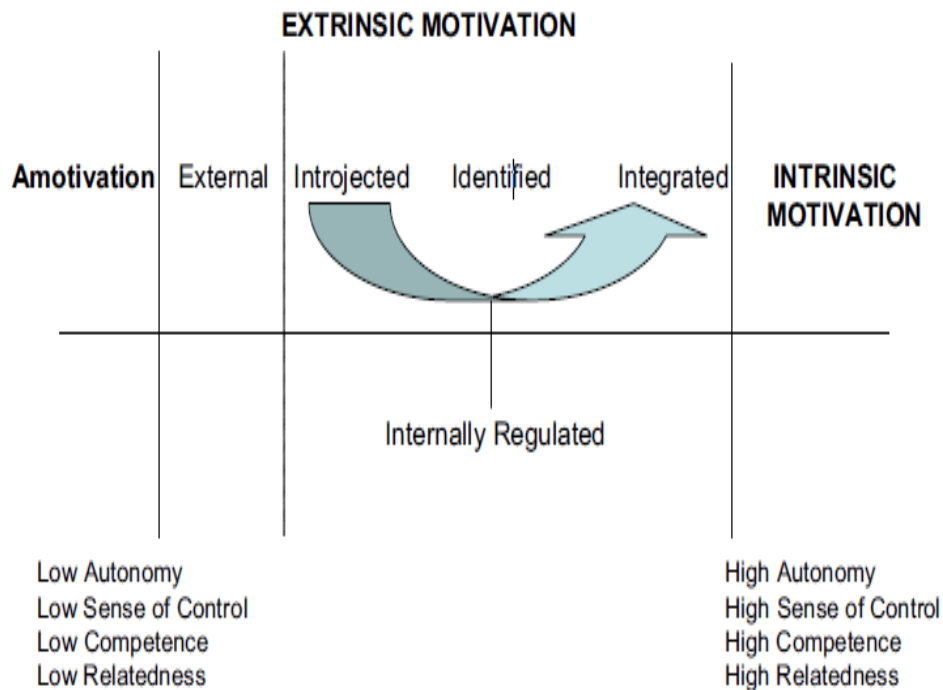 EXTRINSIC MOTIVATION
Amotivation
External
Introjected
Identified
Integrated
INTRINSIC
MOTIVATION
Internally Regulated
Low Autonomy
Low Sense of Control
Low Competence
Low Relatedness
High Autonomy
High Sense of Control
High Competence
High Relatedness